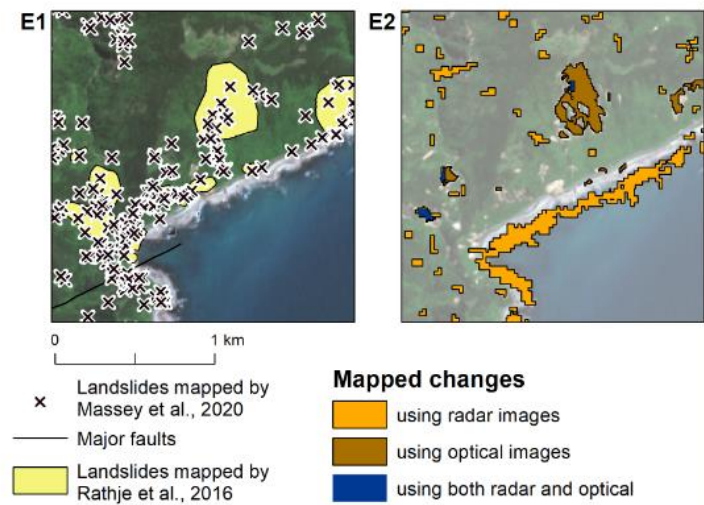 E1
E2
0
1 km
Landslides mapped by
Massey et al., 2020
Major faults
Landslides mapped by
Rathje et al., 2016
Mapped changes
using radar images
using optical images
using both radar and optical